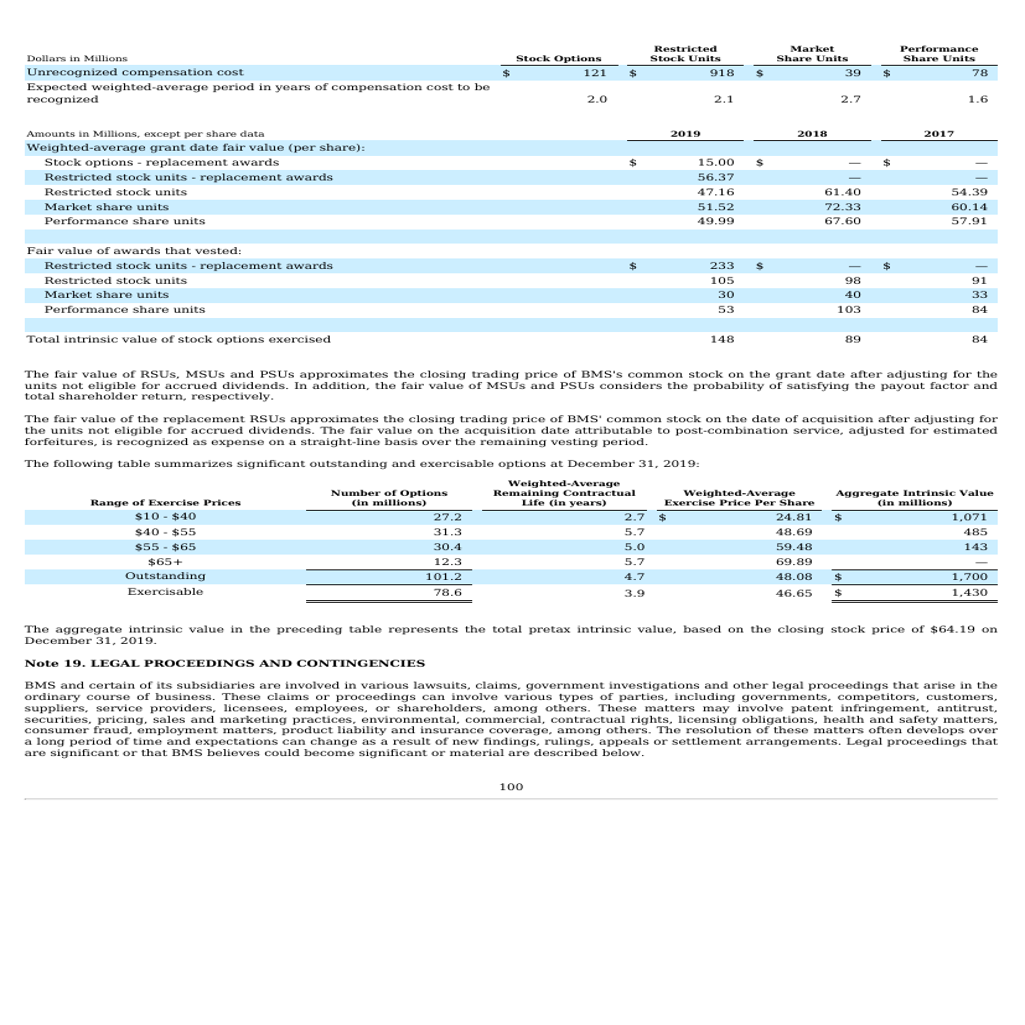 Dollars in Millions Stock Options Restricted Stock Units Market Share Units Performance Share Units
Unrecognized compensation cost $ 121 $ 918 $ 39 $ 78
Expected weighted-average period in years of compensation cost to be
recognized 2.0 2.1 2.7 1.6
Amounts in Millions, except per share data 2019 2018 2017
Weighted-average grant date fair value (per share):
Stock options - replacement awards $ 15.00 $ — $ —
Restricted stock units - replacement awards 56.37 — —
Restricted stock units 47.16 61.40 54.39
Market share units 51.52 72.33 60.14
Performance share units 49.99 67.60 57.91
Fair value of awards that vested:
Restricted stock units - replacement awards $ 233 $ — $ —
Restricted stock units 105 98 91
Market share units 30 40 33
Performance share units 53 103 84
Total intrinsic value of stock options exercised 148 89 84
The fair value of RSUs, MSUs and PSUs approximates the closing trading price of BMS's common stock on the grant date after adjusting for the
units not eligible for accrued dividends. In addition, the fair value of MSUs and PSUs considers the probability of satisfying the payout factor and
total shareholder return, respectively.
The fair value of the replacement RSUs approximates the closing trading price of BMS' common stock on the date of acquisition after adjusting for
the units not eligible for accrued dividends. The fair value on the acquisition date attributable to post-combination service, adjusted for estimated
forfeitures, is recognized as expense on a straight-line basis over the remaining vesting period.
The following table summarizes significant outstanding and exercisable options at December 31, 2019:
Range of Exercise Prices Number of Options (in millions) Weighted-Average Remaining Contractual Life (in years) Weighted-Average Exercise Price Per Share Aggregate Intrinsic Value (in millions)
$10 - $40 27.2 2.7 $ 24.81 $ 1,071
$40 - $55 31.3 5.7 48.69 485
$55 - $65 30.4 5.0 59.48 143
$65+ 12.3 5.7 69.89 —
Outstanding 101.2 4.7 48.08 $ 1,700
Exercisable 78.6 3.9 46.65 $ 1,430
The aggregate intrinsic value in the preceding table represents the total pretax intrinsic value, based on the closing stock price of $64.19 on
December 31, 2019.
Note 19. LEGAL PROCEEDINGS AND CONTINGENCIES
BMS and certain of its subsidiaries are involved in various lawsuits, claims, government investigations and other legal proceedings that arise in the
ordinary course of business. These claims or proceedings can involve various types of parties, including governments, competitors, customers,
suppliers, service providers, licensees, employees, or shareholders, among others. These matters may involve patent infringement, antitrust,
securities, pricing, sales and marketing practices, environmental, commercial, contractual rights, licensing obligations, health and safety matters,
consumer fraud, employment matters, product liability and insurance coverage, among others. The resolution of these matters often develops over
a long period of time and expectations can change as a result of new findings, rulings, appeals or settlement arrangements. Legal proceedings that
are significant or that BMS believes could become significant or material are described below.
100